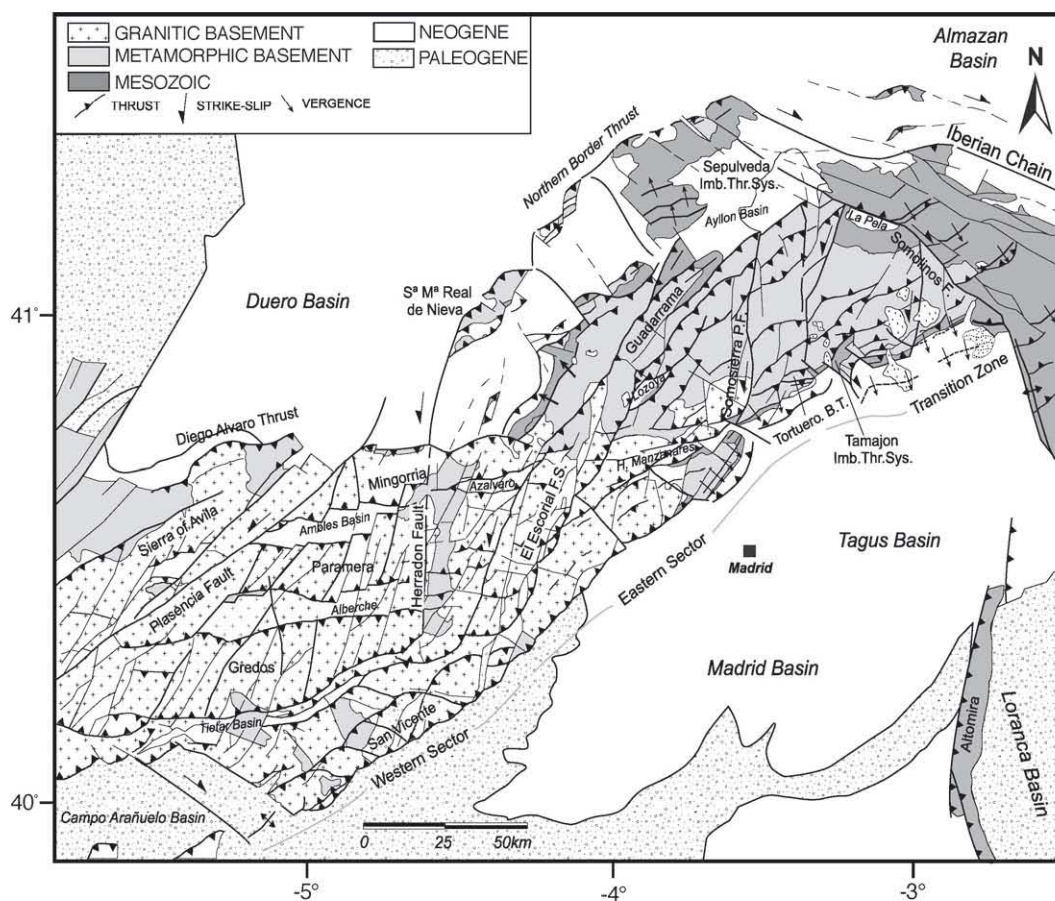 GRANITIC BASEMENT
METAMORPHIC BASEMENT
MESOZOIC
NEOGENE
PALEOGENE
THRUST
STRIKE-SLIP
VERGENCE
Almazan
Basin
N
Iberian Chain
Northern Border Thrust
Sepulveda
Imb.Thr.Sys.
Ayllon Basin
La Pela
Somolinos F.
41°
Duero Basin
Sª Mª Real
de Nieva
Guadarrama
Lozoya
Somosierra P.F.
Transition Zone
Tortuero. B.T.
Tamajon
Imb.Thr.Sys.
Diego Alvaro Thrust
Mingorria
Azalvaro
H. Manzanares
El Escorial F.S.
Sierra of Avila
Ambles Basin
Herradon Fault
Paramera
Plasencia Fault
Alberche
Eastern Sector
Madrid
Tagus Basin
Gredos
Madrid Basin
Tietar Basin
San Vicente
Western Sector
Altomira
Loranca Basin
40°
Campo Arañuelo Basin
0 25 50km
-5° -4° -3°